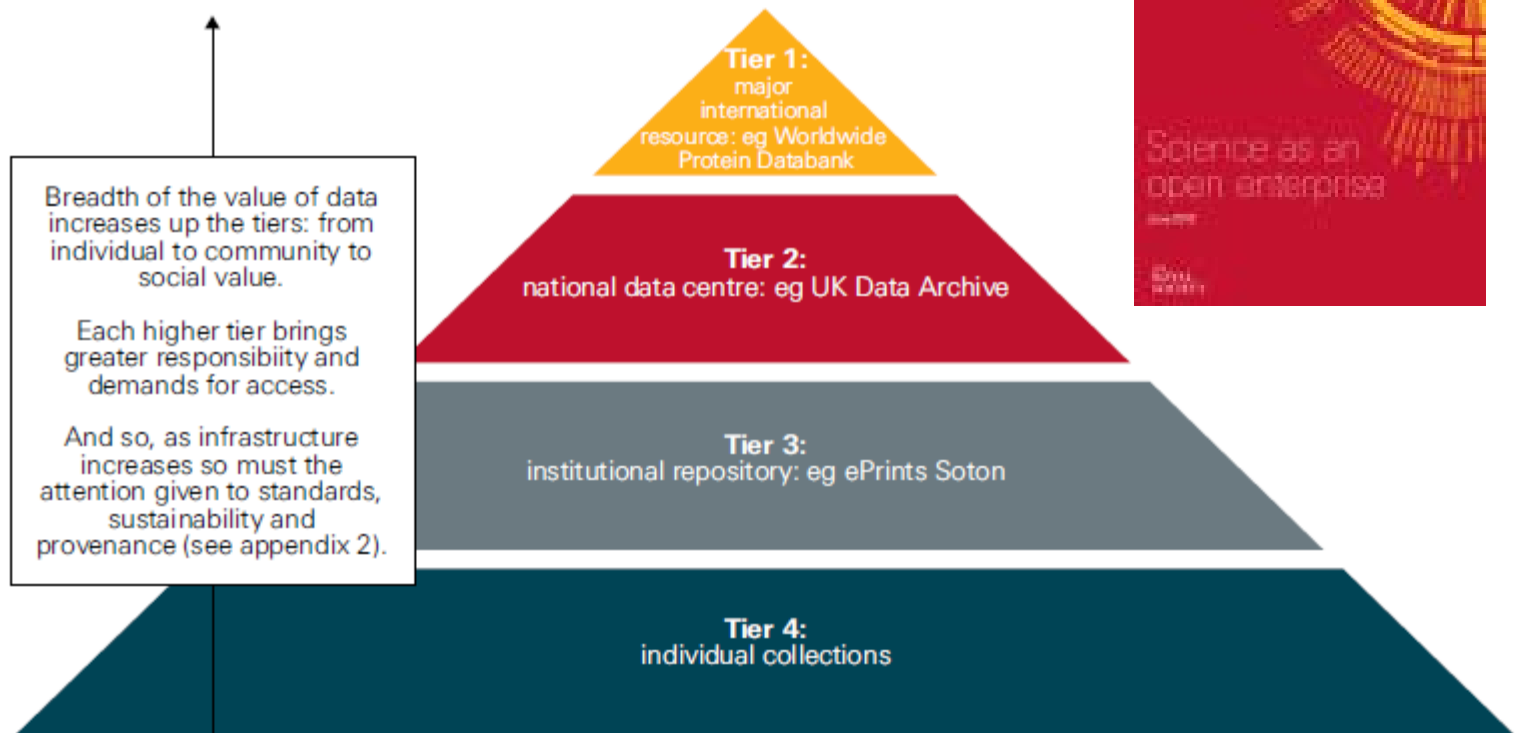 Tier 1:
major
international
resource: eg Worldwide
Protein Databank
Science as an
open enterprise
Breadth of the value of data
increases up the tiers: from
individual to community to
social value.
Each higher tier brings
greater responsibiity and
demands for access.
And so, as infrastructure
increases so must the
attention given to standards,
sustainability and
provenance (see appendix 2).
Tier 2:
national data centre: eg UK Data Archive
Tier 3:
institutional repository: eg ePrints Soton
Tier 4:
individual collections